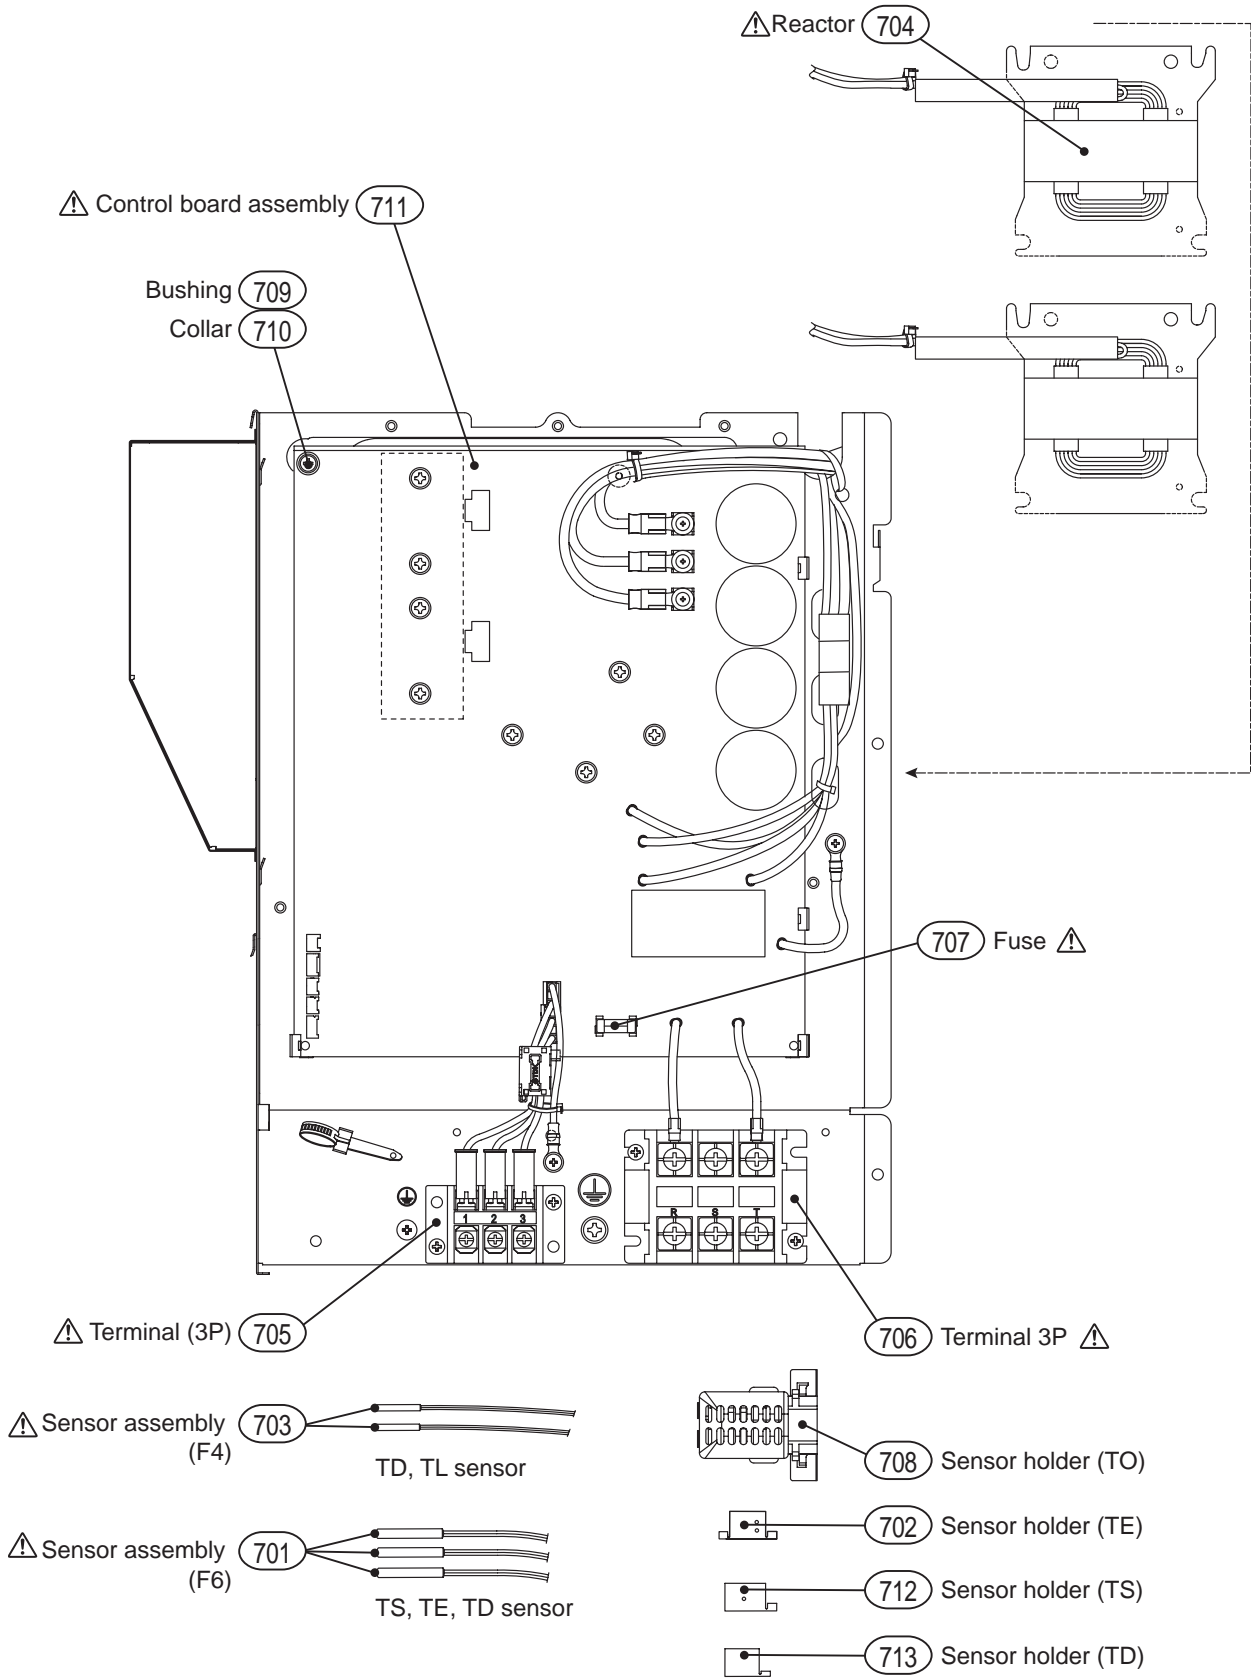 Reactor 704
Control board assembly 711
Bushing 709
Collar 710
707 Fuse
1 2 3
R S T
Terminal (3P) 705
706 Terminal 3P
Sensor assembly 703
(F4)
TD, TL sensor
708 Sensor holder (TO)
702 Sensor holder (TE)
Sensor assembly 701
(F6)
TS, TE, TD sensor
712 Sensor holder (TS)
713 Sensor holder (TD)